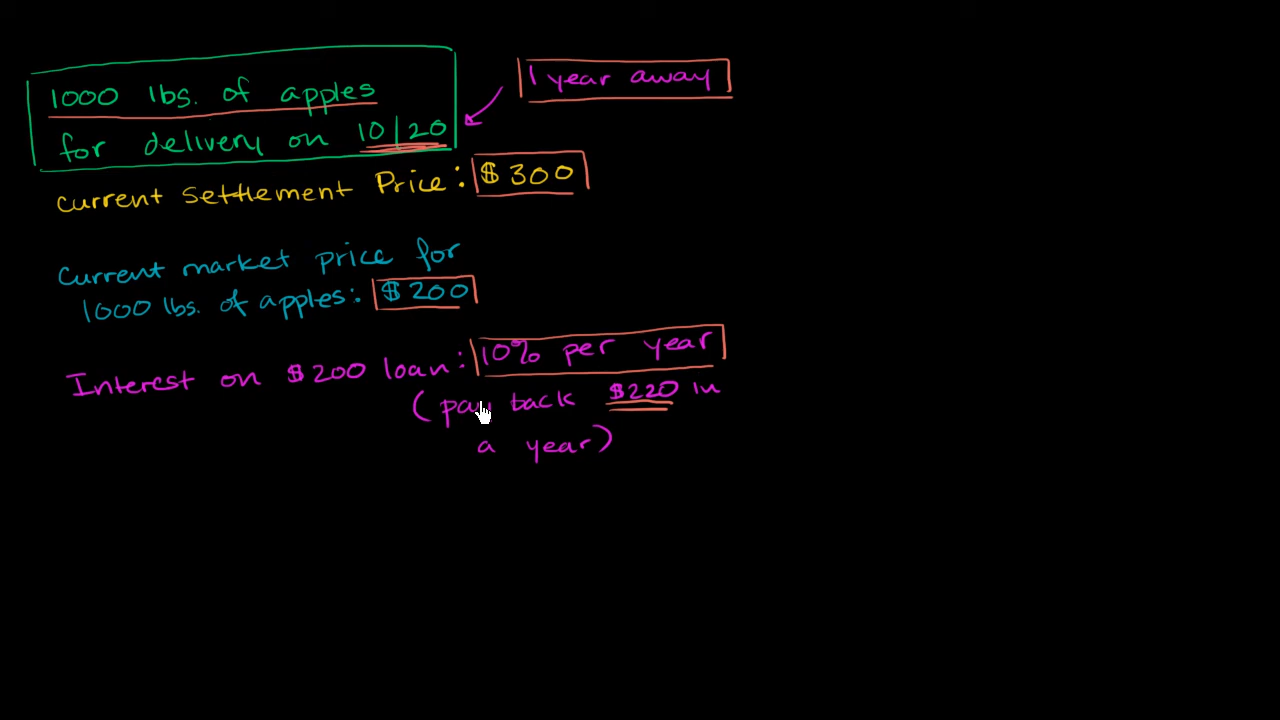 1000 lbs. of apples
for delivery on 10|20
1 year away
current settlement Price: $300
Current market price for
1000 lbs. of apples: $200
Interest on $200 loan: 10% per year
(pay back $220 in
a year)